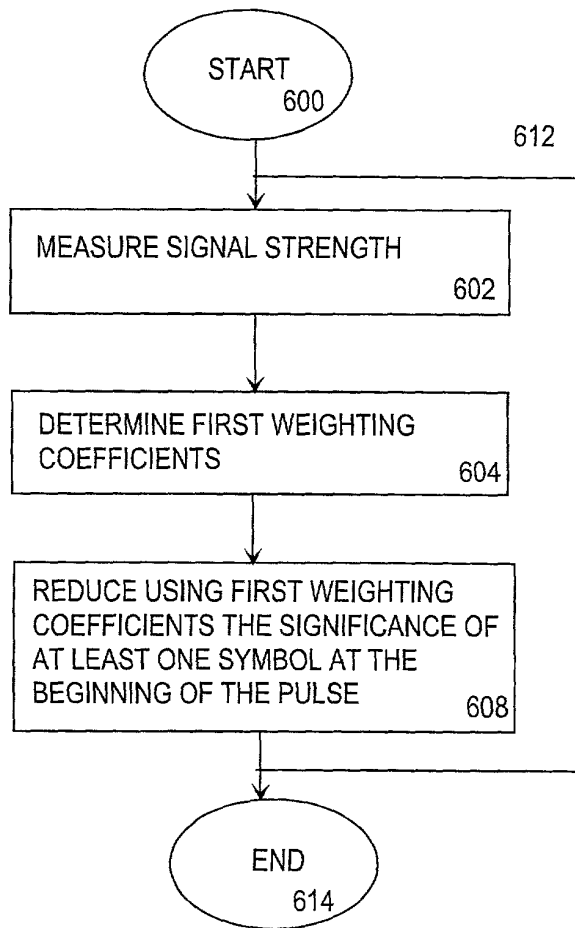 START
600
612
MEASURE SIGNAL STRENGTH
602
DETERMINE FIRST WEIGHTING
COEFFICIENTS
604
REDUCE USING FIRST WEIGHTING
COEFFICIENTS THE SIGNIFICANCE OF
AT LEAST ONE SYMBOL AT THE
BEGINNING OF THE PULSE
608
END
614